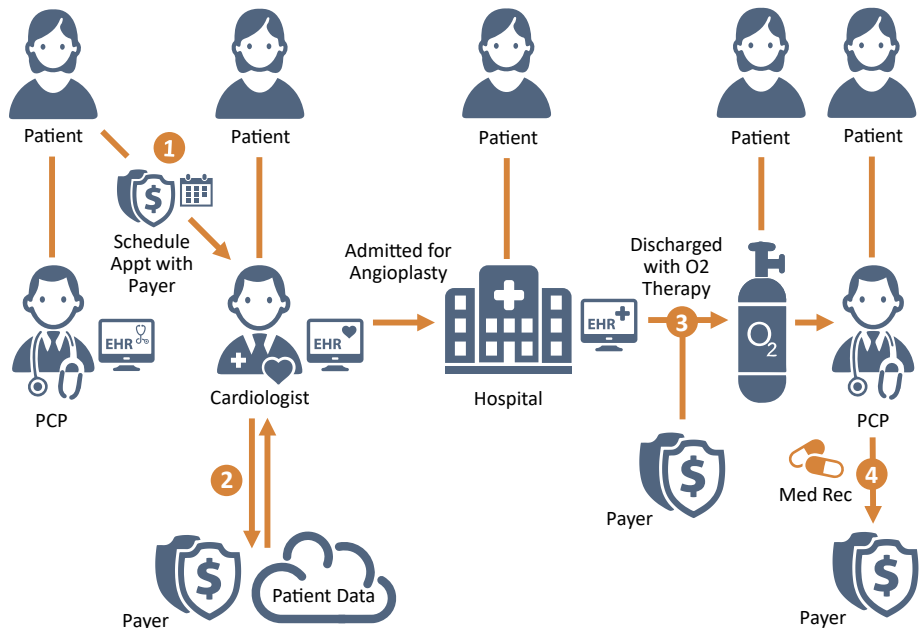 Patient
Patient
Patient
Patient
Patient
1
$
Schedule
Appt with
Payer
Admitted for
Angioplasty
Discharged
with O2
Therapy
EHR
EHR
EHR
3
O2
PCP
Cardiologist
Hospital
PCP
2
$
Payer
4
Med Rec
$
Payer
Patient Data
$
Payer